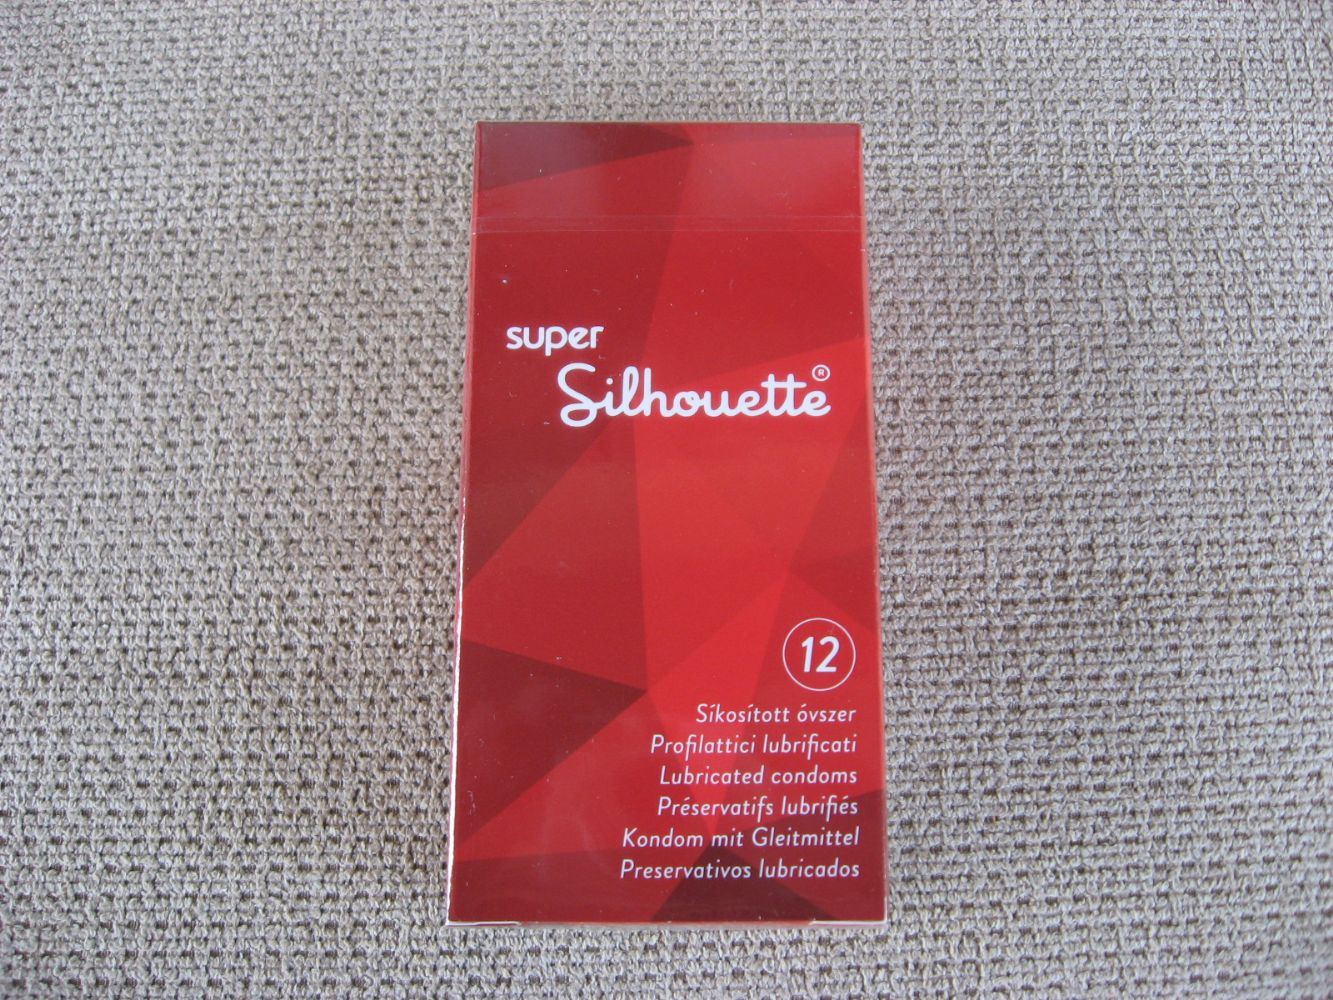 super
Silhouette®
12
Síkosított óvszer
Profilattici lubrificati
Lubricated condoms
Préservatifs lubrifiés
Kondom mit Gleitmittel
Preservativos lubricados